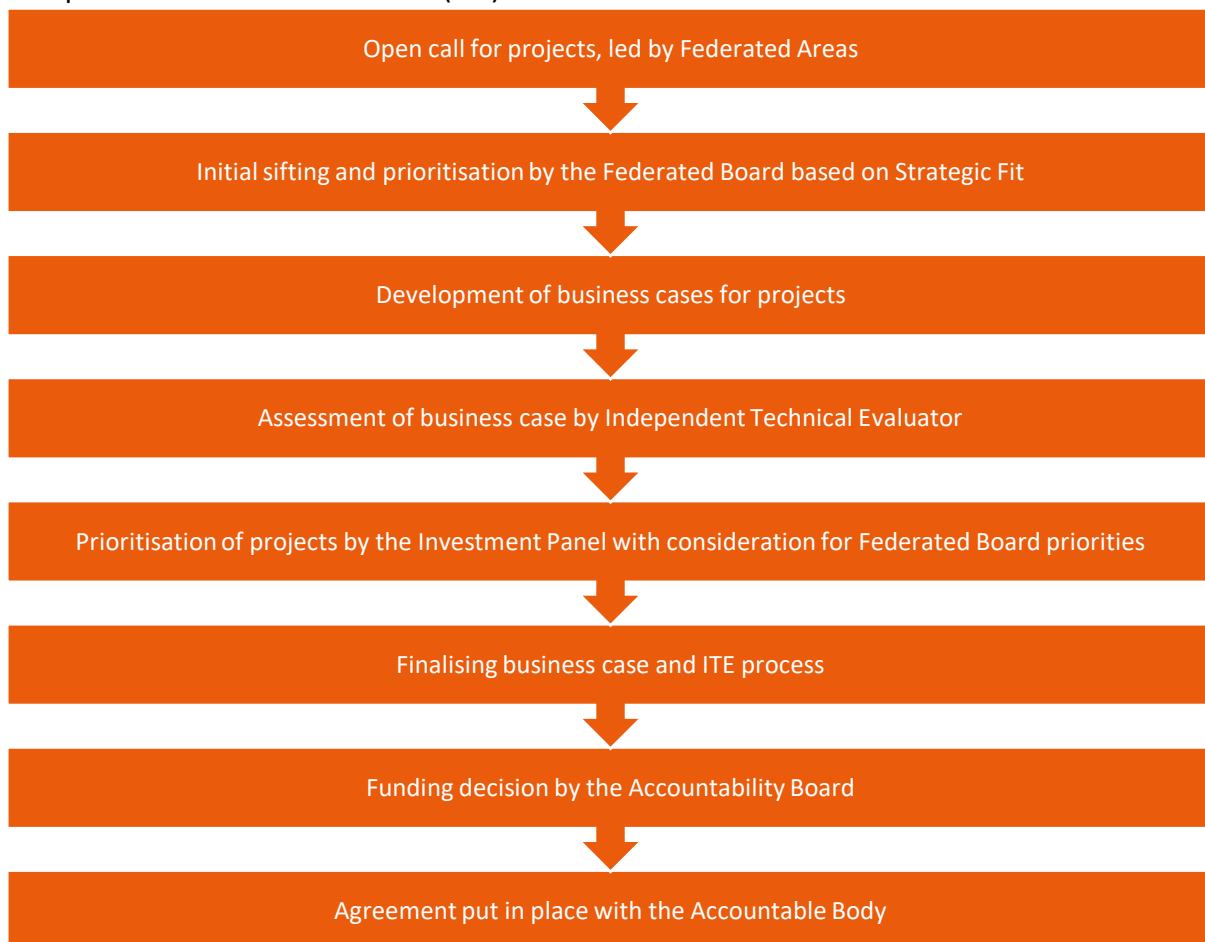 Open call for projects, led by Federated Areas
Initial sifting and prioritisation by the Federated Board based on Strategic Fit
Development of business cases for projects
Assessment of business case by Independent Technical Evaluator
Prioritisation of projects by the Investment Panel with consideration for Federated Board priorities
Finalising business case and ITE process
Funding decision by the Accountability Board
Agreement put in place with the Accountable Body